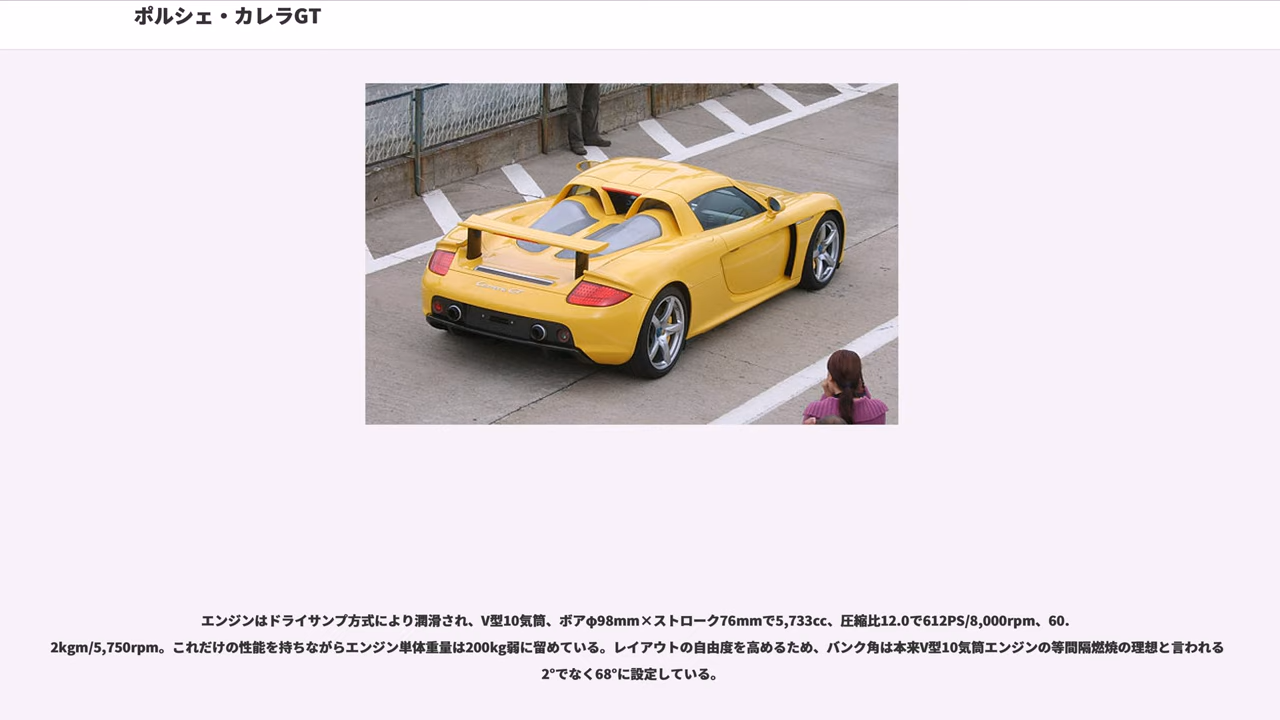 ポルシェ・カレラGT
エンジンはドライサンプ方式により潤滑され、V型10気筒、ボアφ98mm×ストローク76mmで5,733cc、圧縮比12.0で612PS/8,000rpm、60.
2kgm/5,750rpm。これだけの性能を持ちながらエンジン単体重量は200kg弱に留めている。レイアウトの自由度を高めるため、バンク角は本来V型10気筒エンジンの等間隔燃焼の理想と言われる
2°でなく68°に設定している。